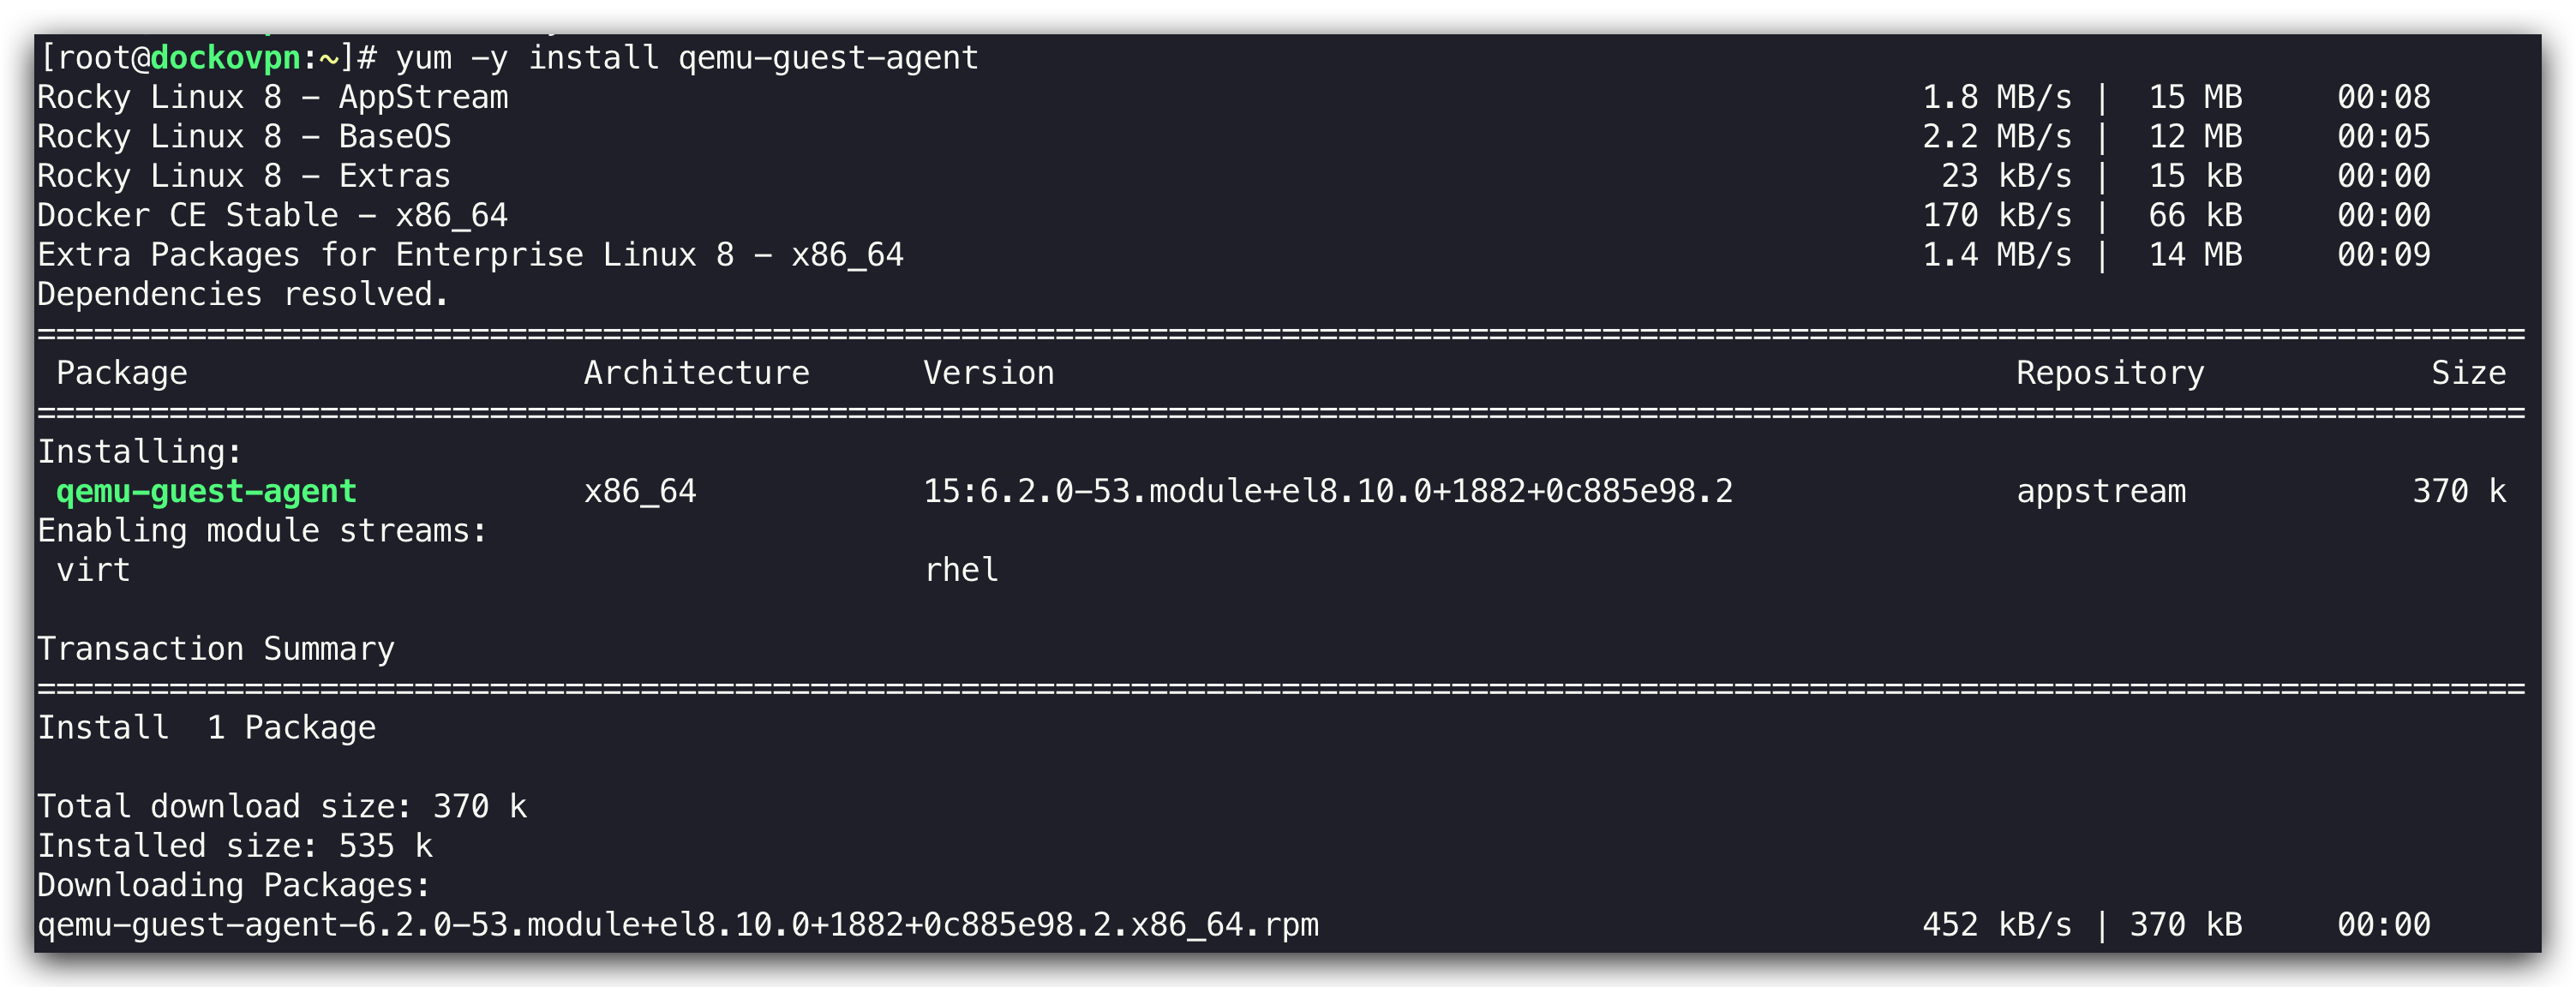 [root@dockovpn:~]# yum -y install qemu-guest-agent
Rocky Linux 8 - AppStream 1.8 MB/s | 15 MB 00:08
Rocky Linux 8 - BaseOS 2.2 MB/s | 12 MB 00:05
Rocky Linux 8 - Extras 23 kB/s | 15 kB 00:00
Docker CE Stable - x86_64 170 kB/s | 66 kB 00:00
Extra Packages for Enterprise Linux 8 - x86_64 1.4 MB/s | 14 MB 00:09
Dependencies resolved.
====================================================================================================================================
Package Architecture Version Repository Size
====================================================================================================================================
Installing:
qemu-guest-agent x86_64 15:6.2.0-53.module+el8.10.0+1882+0c885e98.2 appstream 370 k
Enabling module streams:
virt rhel
Transaction Summary
====================================================================================================================================
Install 1 Package
Total download size: 370 k
Installed size: 535 k
Downloading Packages:
qemu-guest-agent-6.2.0-53.module+el8.10.0+1882+0c885e98.2.x86_64.rpm 452 kB/s | 370 kB 00:00